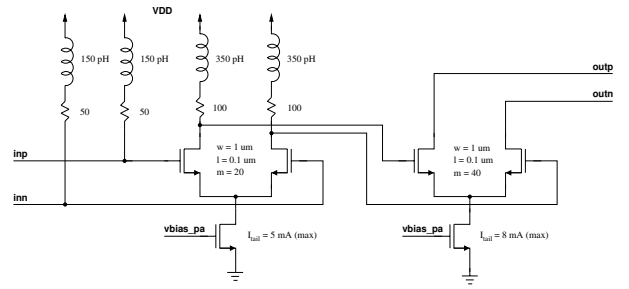 VDD
150 pH
150 pH
350 pH
350 pH
outp
outn
50
50
100
100
w = 1 um
l = 0.1 um
m = 20
w = 1 um
l = 0.1 um
m = 40
inp
inn
vbias_pa
I_tail = 5 mA (max)
vbias_pa
I_tail = 8 mA (max)